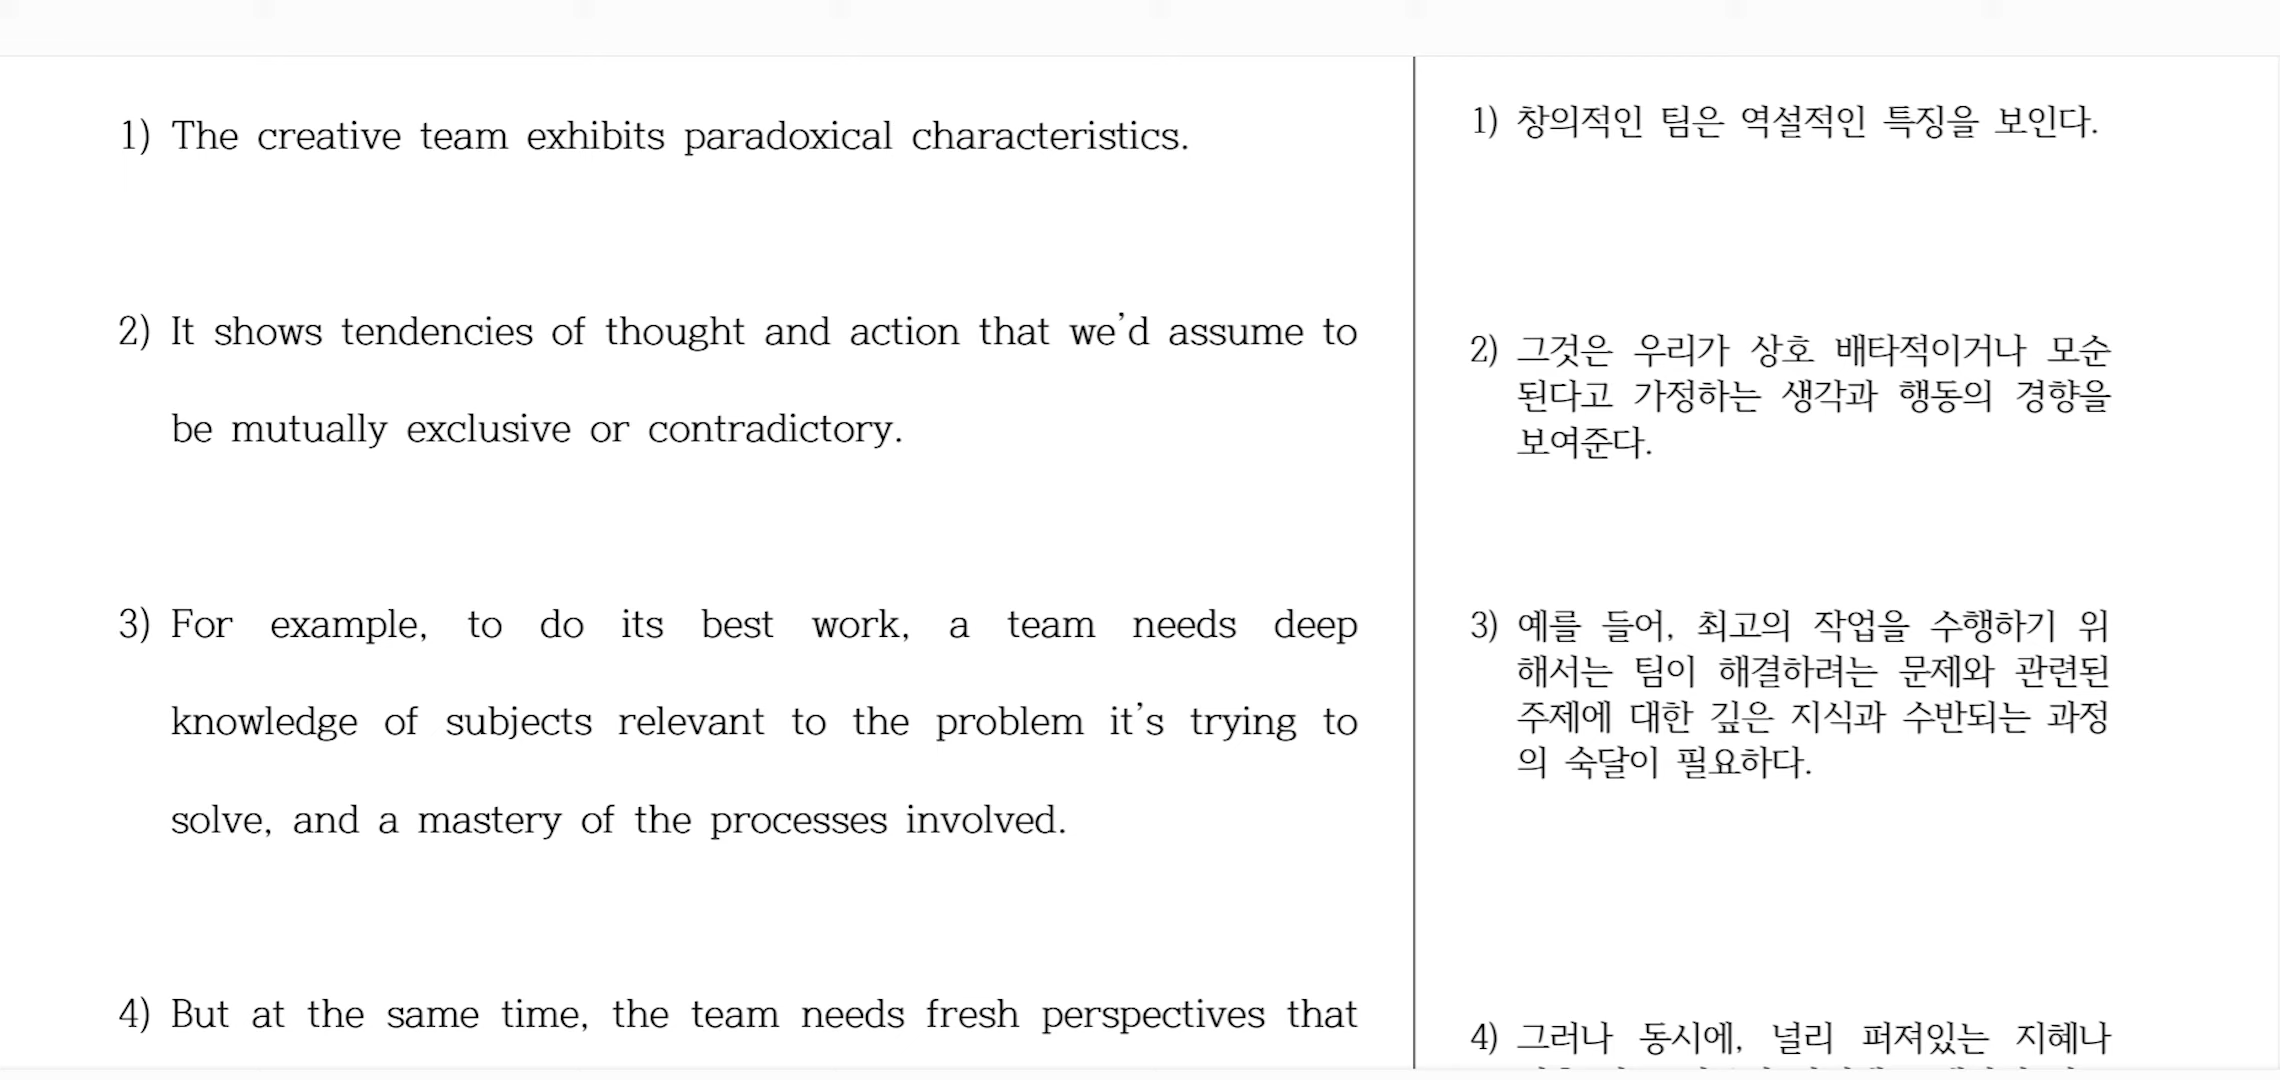 1) The creative team exhibits paradoxical characteristics.
2) It shows tendencies of thought and action that we’d assume to
be mutually exclusive or contradictory.
3) For example, to do its best work, a team needs deep
knowledge of subjects relevant to the problem it’s trying to
solve, and a mastery of the processes involved.
4) But at the same time, the team needs fresh perspectives that
1) 창의적인 팀은 역설적인 특징을 보인다.
2) 그것은 우리가 상호 배타적이거나 모순
된다고 가정하는 생각과 행동의 경향을
보여준다.
3) 예를 들어, 최고의 작업을 수행하기 위
해서는 팀이 해결하려는 문제와 관련된
주제에 대한 깊은 지식과 수반되는 과정
의 숙달이 필요하다.
4) 그러나 동시에, 널리 퍼져있는 지혜나